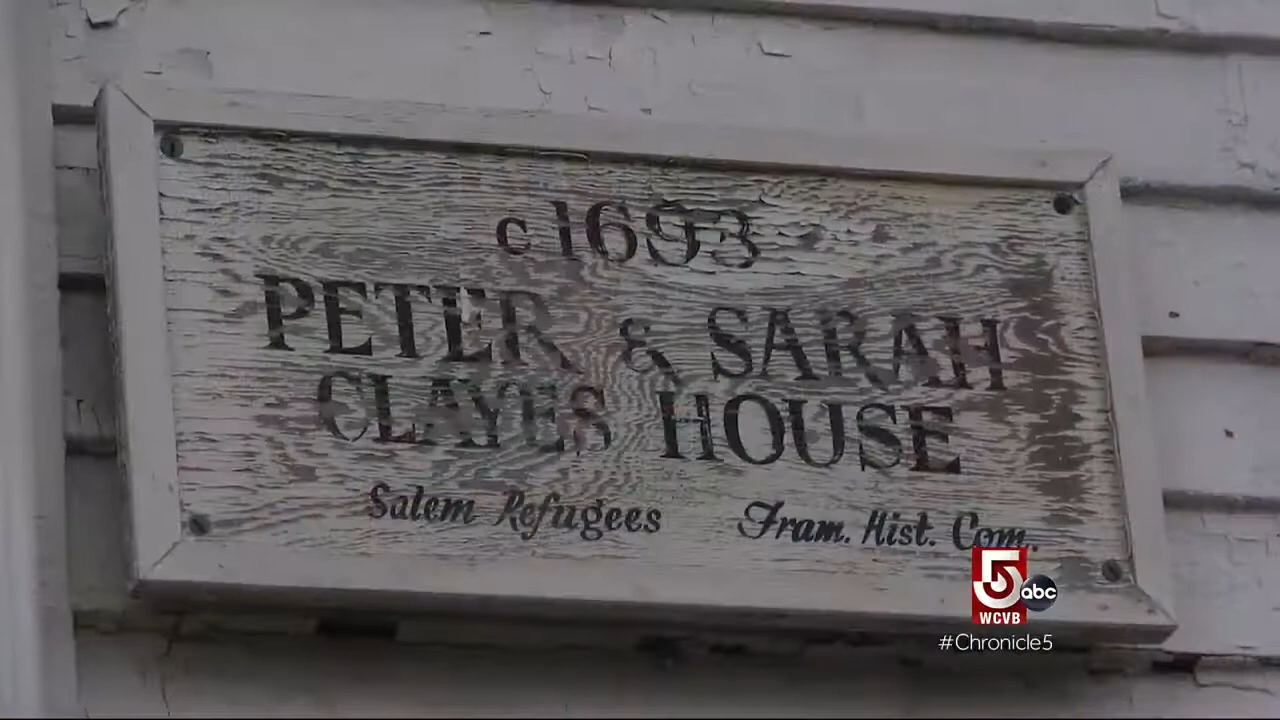 c1693
PETER & SARAH
CLAYES HOUSE
Salem Refugees Fram. Hist. Com.
5 abc
WCVB
#Chronicle5